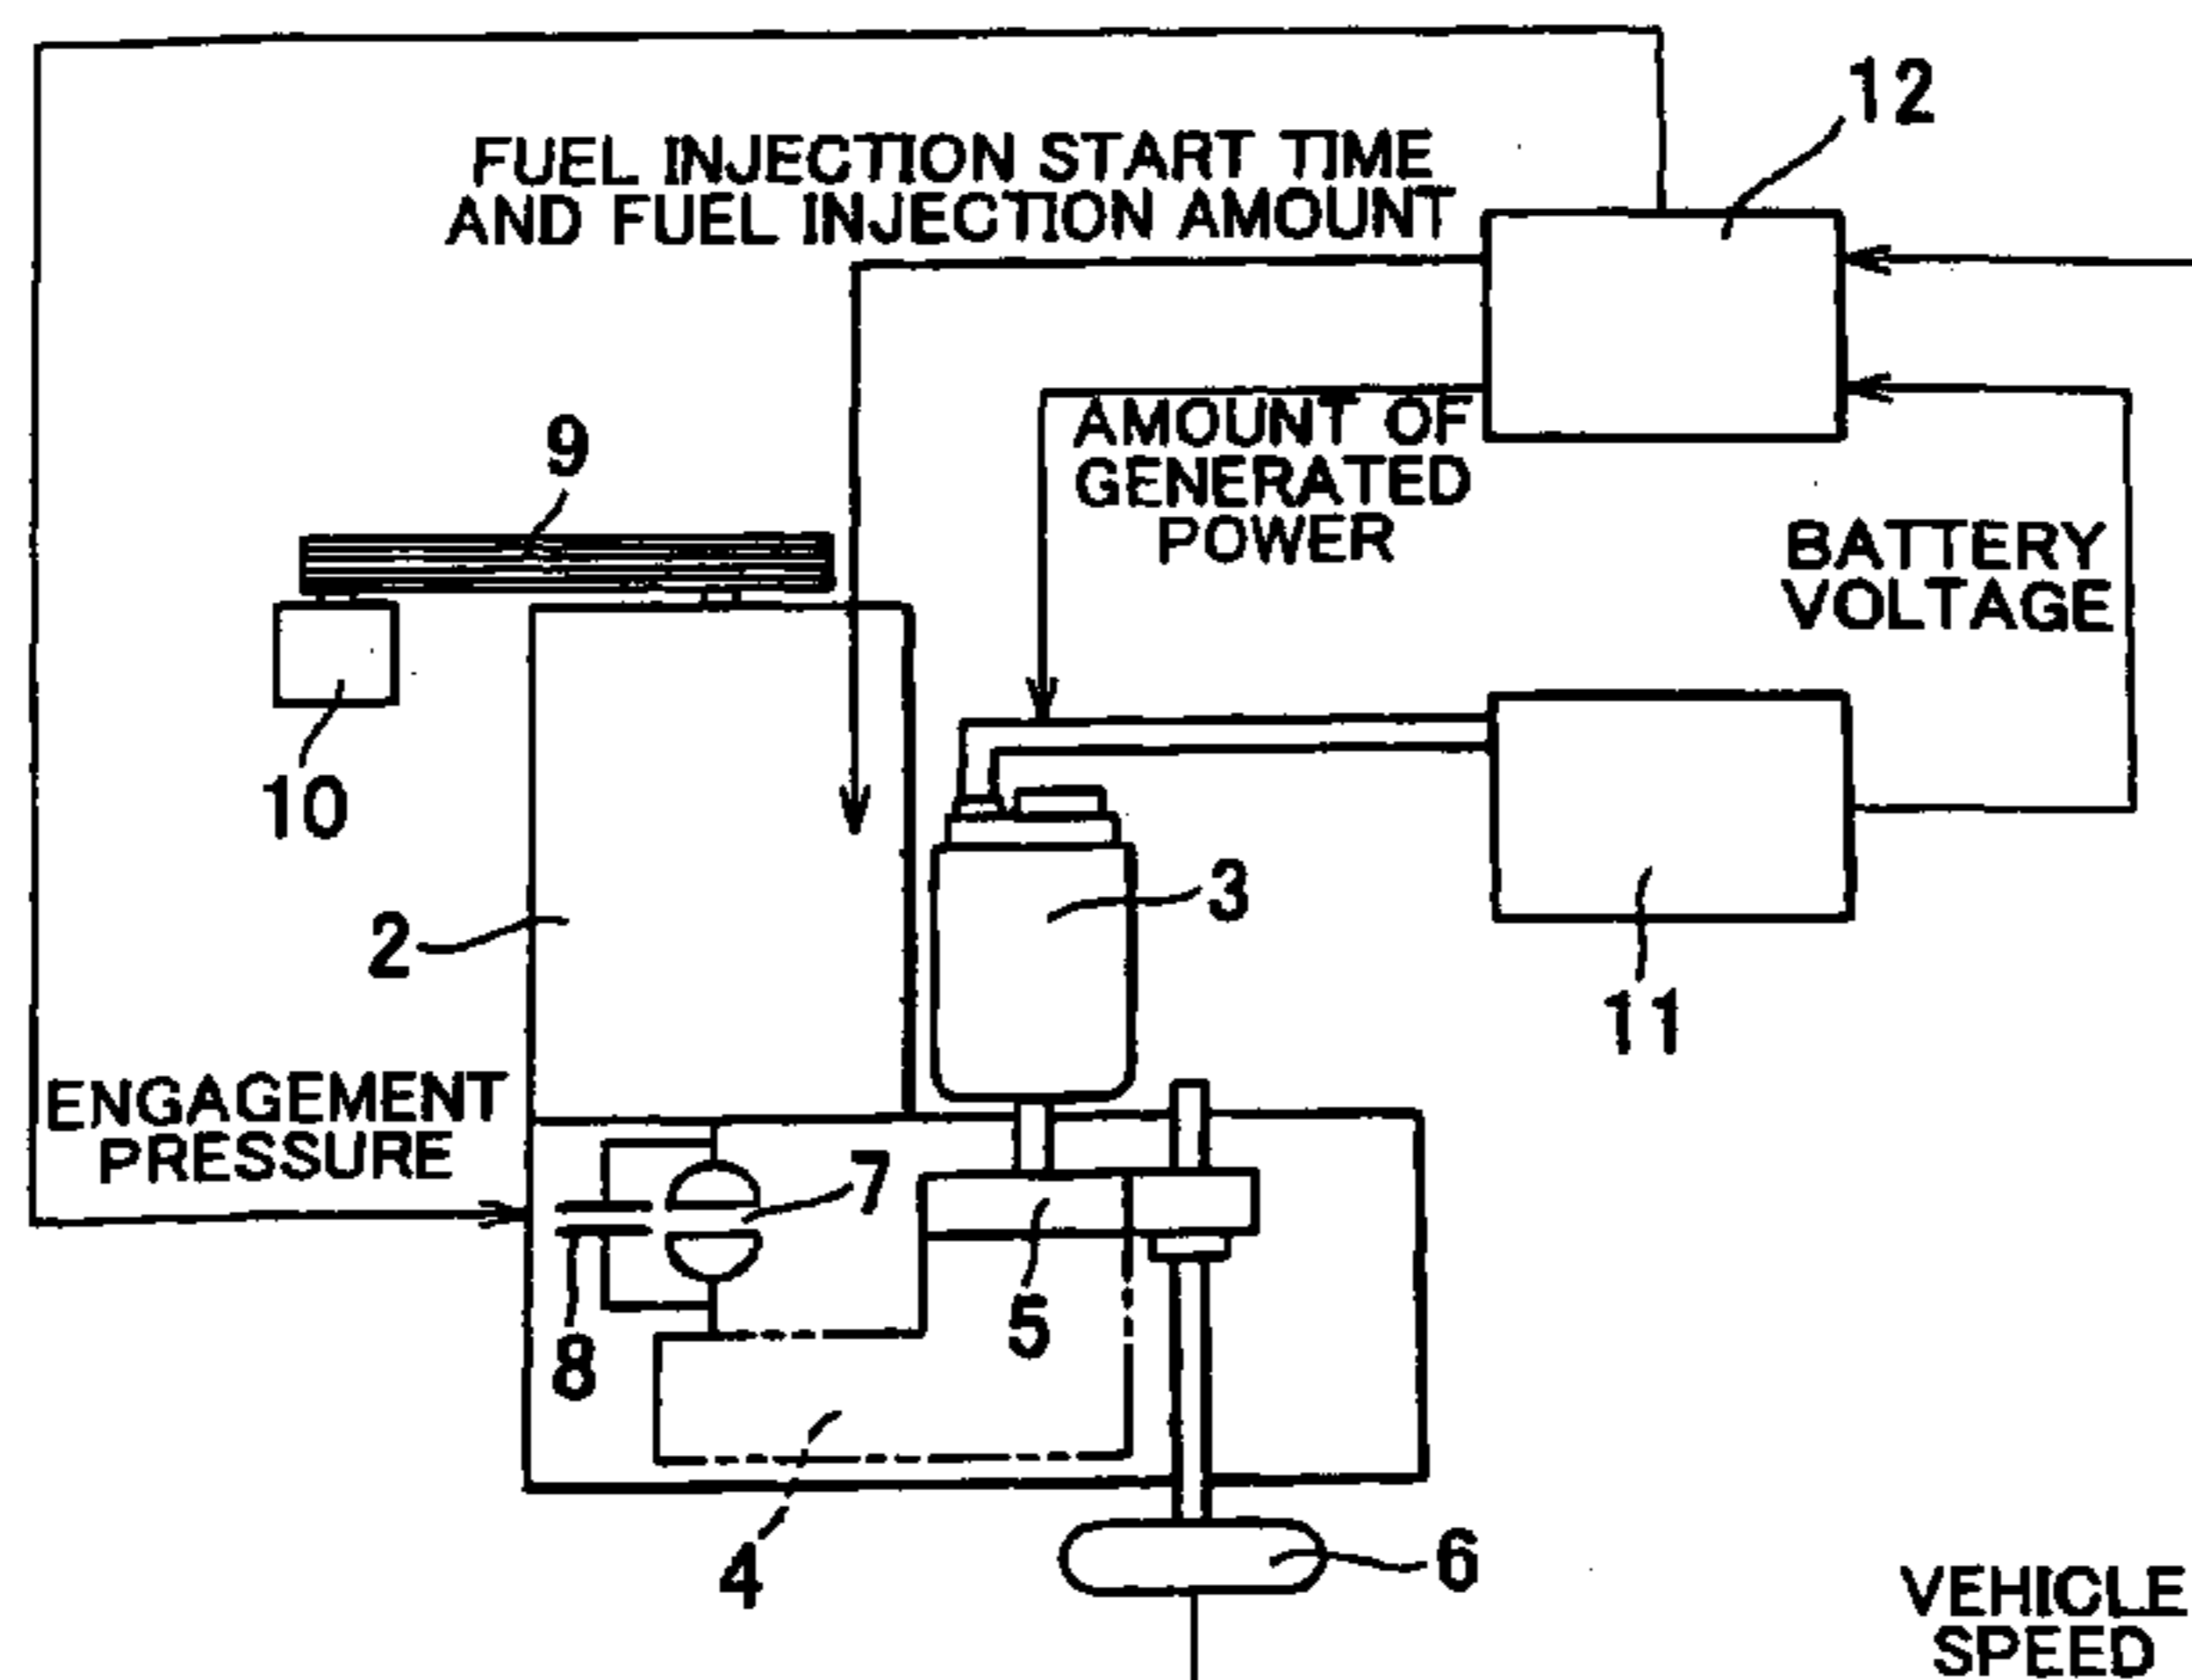 12
FUEL INJECTION START TIME
AND FUEL INJECTION AMOUNT
AMOUNT OF
GENERATED
POWER
9
BATTERY
VOLTAGE
10
3
2
11
ENGAGEMENT
PRESSURE
7
5
8
4
6
VEHICLE
SPEED